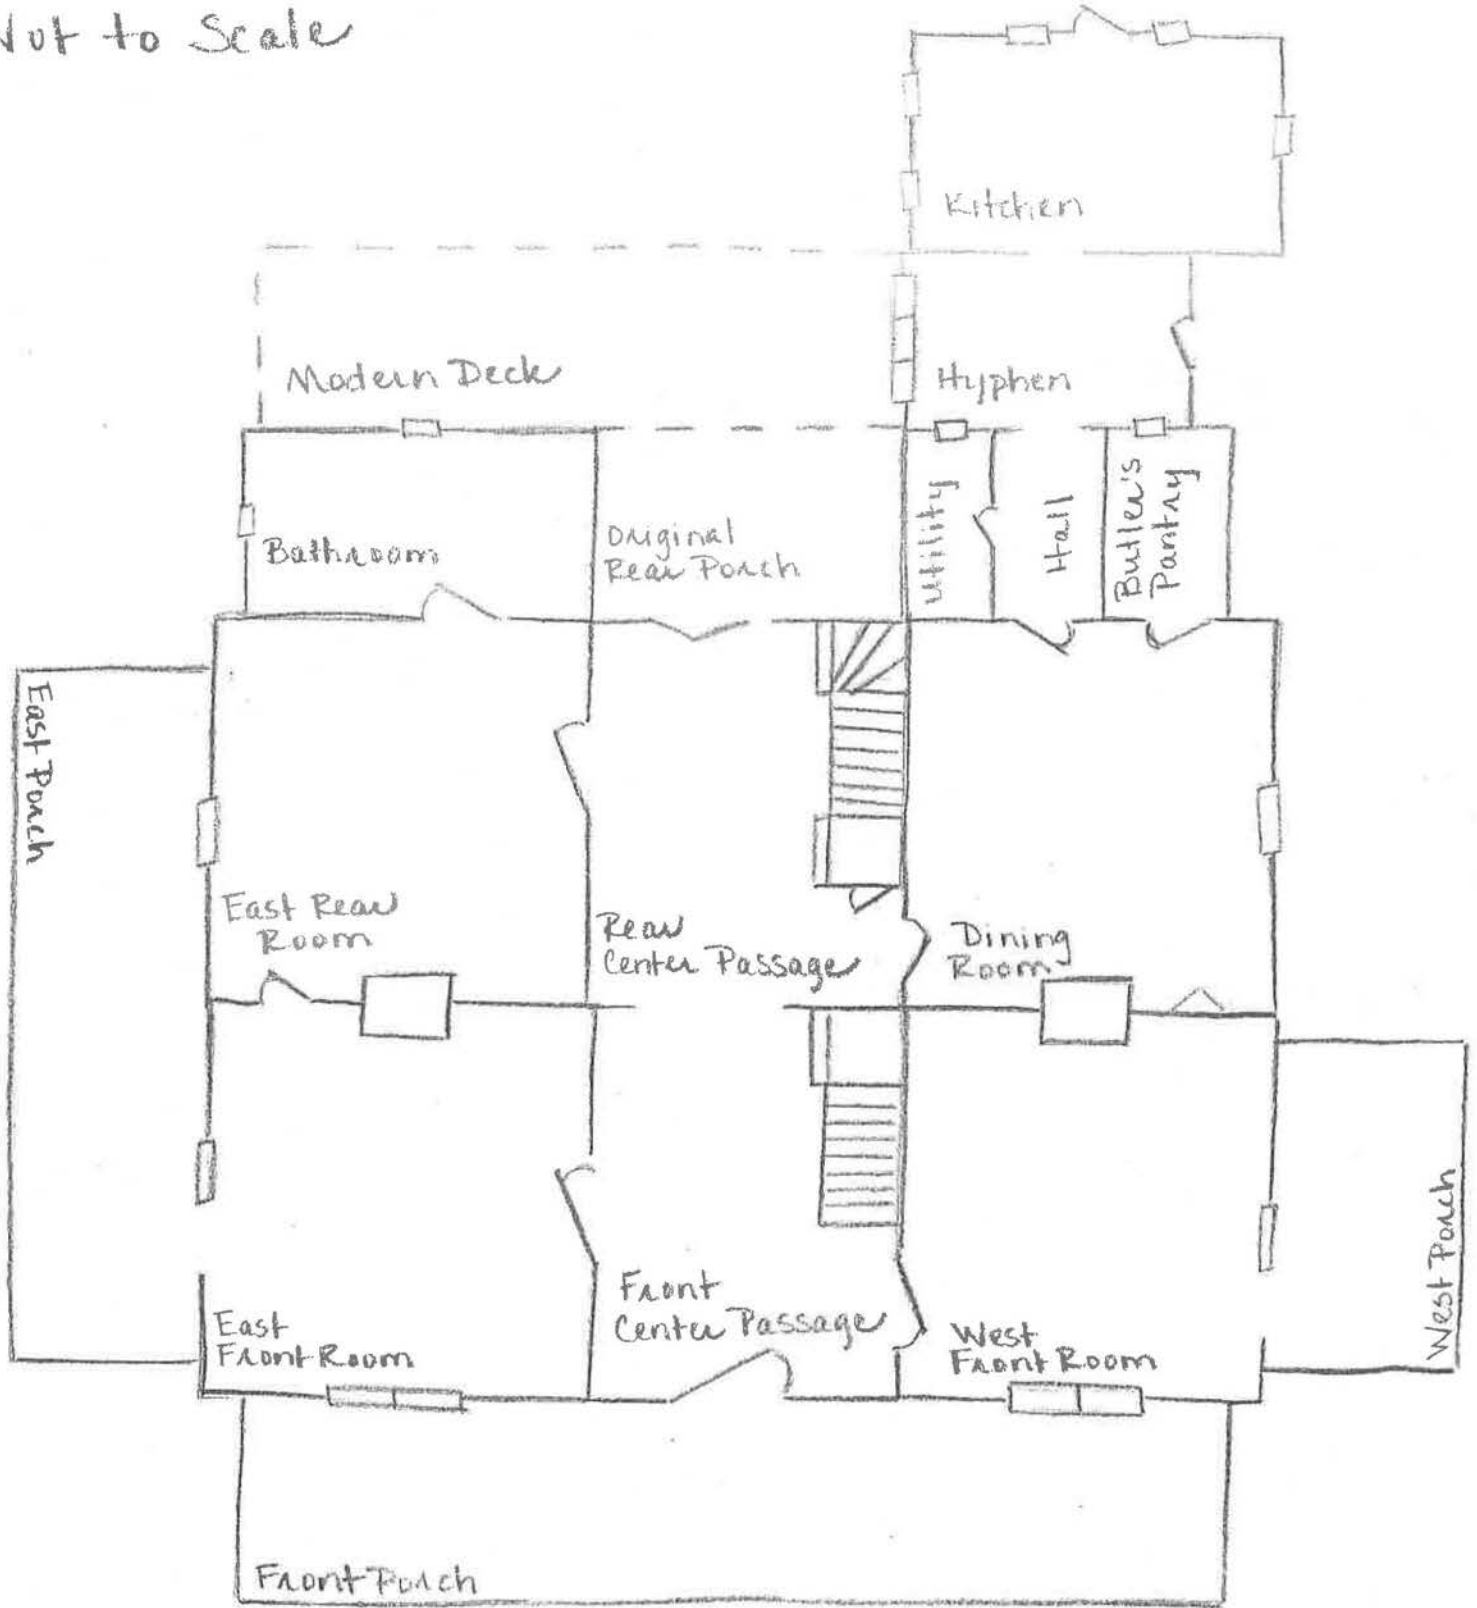 Not to Scale
Kitchen
Modern Deck
Hyphen
Bathroom
Original
Rear Porch
Utility
Hall
Butler's
Pantry
East Porch
East Rear
Room
Rear
Center Passage
Dining
Room
East
Front Room
Front
Center Passage
West
Front Room
West Porch
Front Porch